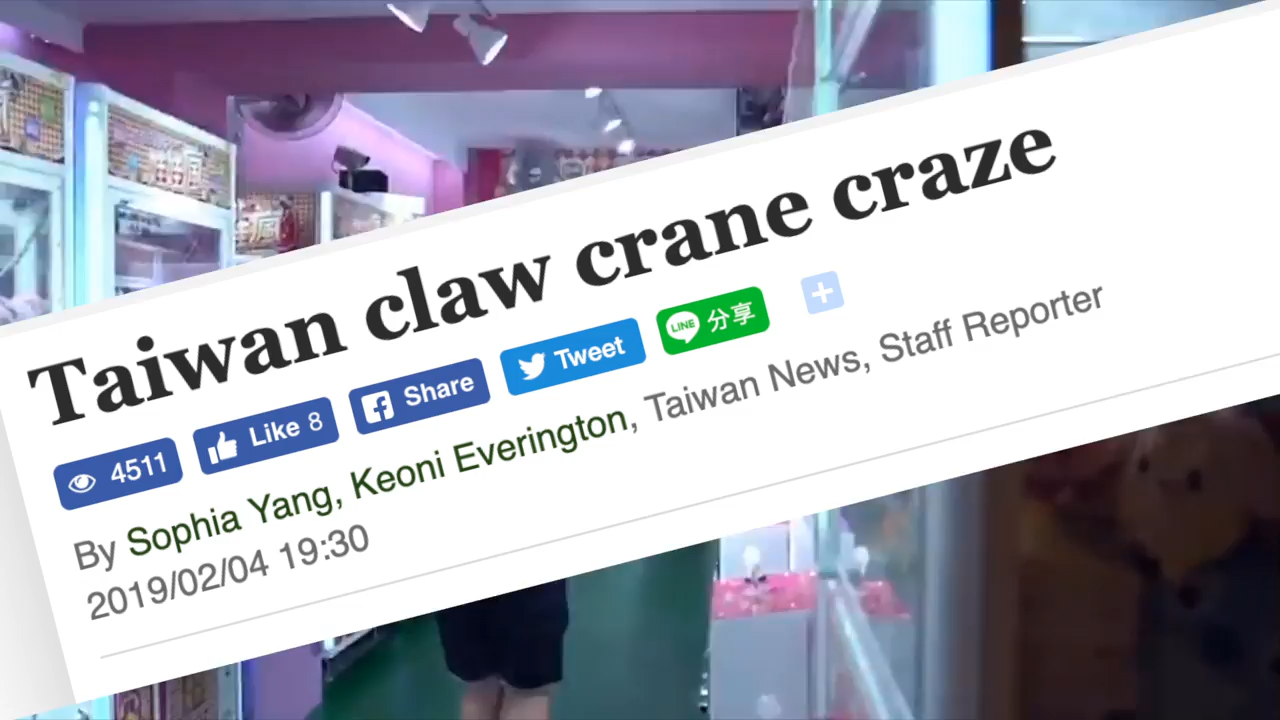 Taiwan claw crane craze
4511 Like 8 Share Tweet LINE 分享
By Sophia Yang, Keoni Everington, Taiwan News, Staff Reporter
2019/02/04 19:30